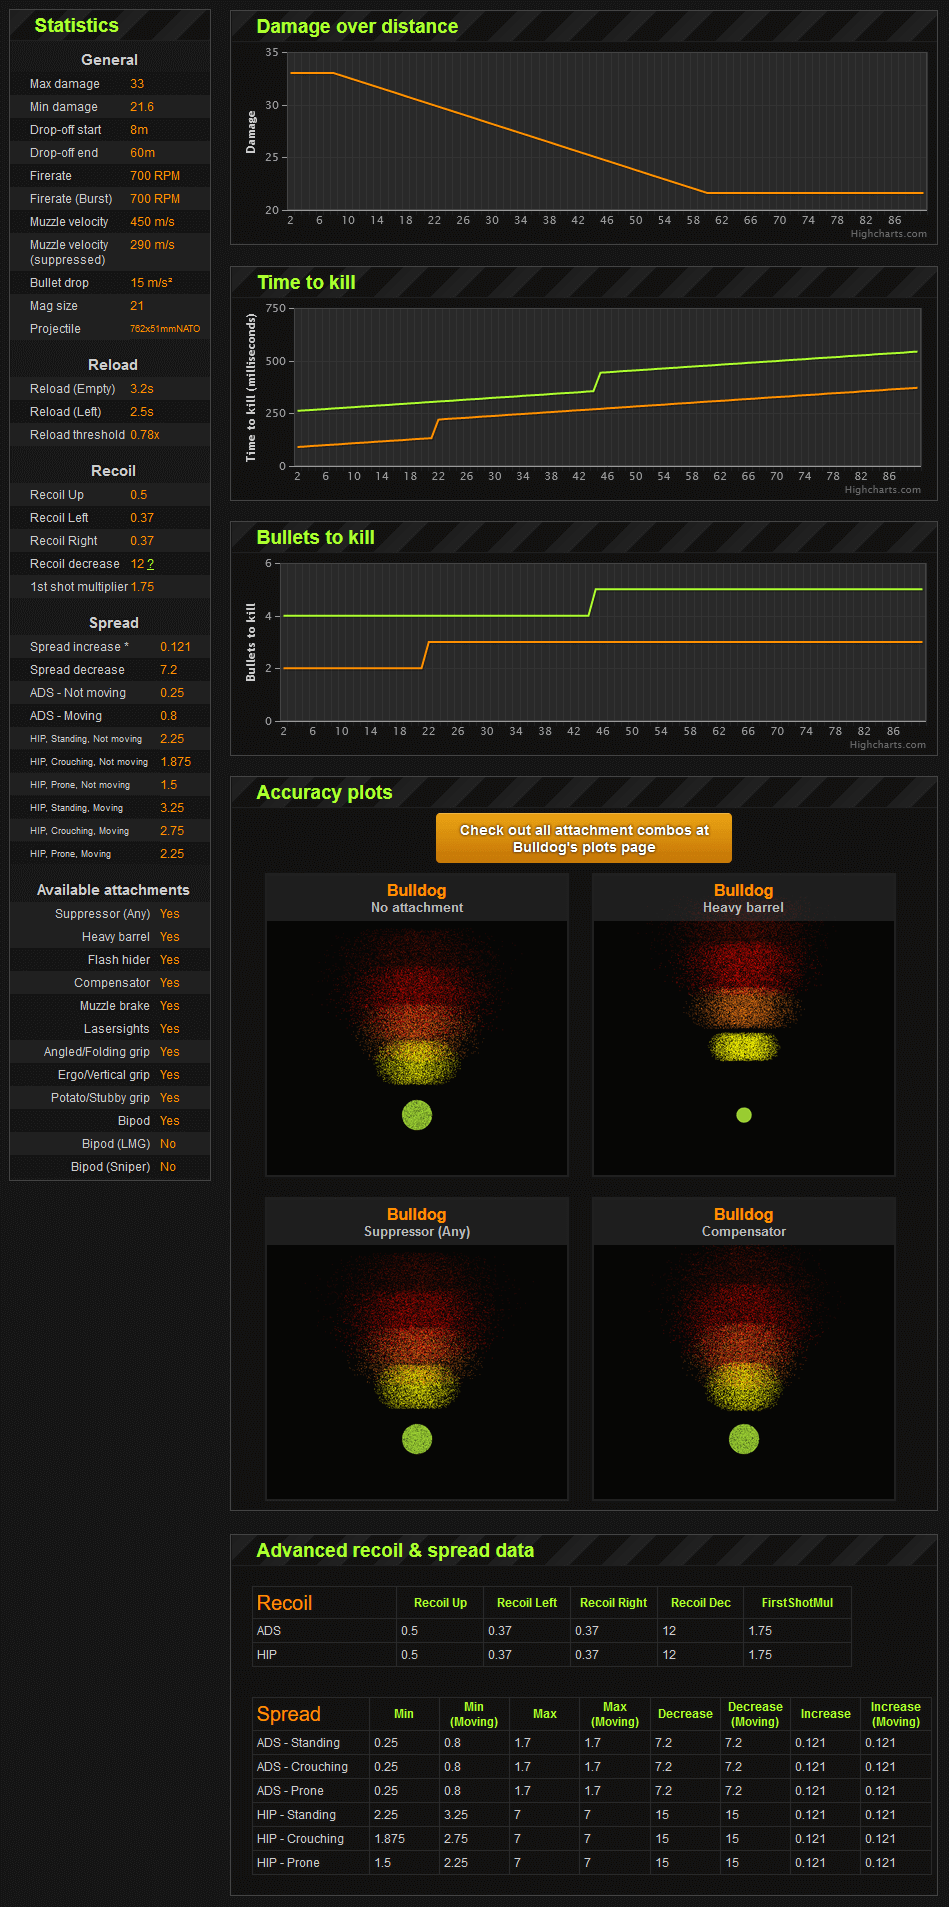 Statistics
General
Max damage 33
Min damage 21.6
Drop-off start 8m
Drop-off end 60m
Firerate 700 RPM
Firerate (Burst) 700 RPM
Muzzle velocity 450 m/s
Muzzle velocity (suppressed) 290 m/s
Bullet drop 15 m/s²
Mag size 21
Projectile 762x51mmNATO
Reload
Reload (Empty) 3.2s
Reload (Left) 2.5s
Reload threshold 0.78x
Recoil
Recoil Up 0.5
Recoil Left 0.37
Recoil Right 0.37
Recoil decrease 12 ?
1st shot multiplier 1.75
Spread
Spread increase * 0.121
Spread decrease 7.2
ADS - Not moving 0.25
ADS - Moving 0.8
HIP, Standing, Not moving 2.25
HIP, Crouching, Not moving 1.875
HIP, Prone, Not moving 1.5
HIP, Standing, Moving 3.25
HIP, Crouching, Moving 2.75
HIP, Prone, Moving 2.25
Available attachments
Suppressor (Any) Yes
Heavy barrel Yes
Flash hider Yes
Compensator Yes
Muzzle brake Yes
Lasersights Yes
Angled/Folding grip Yes
Ergo/Vertical grip Yes
Potato/Stubby grip Yes
Bipod Yes
Bipod (LMG) No
Bipod (Sniper) No
Damage over distance
35
30
25
20
Damage
2 6 10 14 18 22 26 30 34 38 42 46 50 54 58 62 66 70 74 78 82 86
Highcharts.com
Time to kill
750
500
250
0
Time to kill (milliseconds)
2 6 10 14 18 22 26 30 34 38 42 46 50 54 58 62 66 70 74 78 82 86
Highcharts.com
Bullets to kill
6
4
2
0
Bullets to kill
2 6 10 14 18 22 26 30 34 38 42 46 50 54 58 62 66 70 74 78 82 86
Highcharts.com
Accuracy plots
Check out all attachment combos at
Bulldog's plots page
Bulldog
No attachment
Bulldog
Heavy barrel
Bulldog
Suppressor (Any)
Bulldog
Compensator
Advanced recoil & spread data
Recoil Recoil Up Recoil Left Recoil Right Recoil Dec FirstShotMul
ADS 0.5 0.37 0.37 12 1.75
HIP 0.5 0.37 0.37 12 1.75
Spread Min Min (Moving) Max Max (Moving) Decrease Decrease (Moving) Increase Increase (Moving)
ADS - Standing 0.25 0.8 1.7 1.7 7.2 7.2 0.121 0.121
ADS - Crouching 0.25 0.8 1.7 1.7 7.2 7.2 0.121 0.121
ADS - Prone 0.25 0.8 1.7 1.7 7.2 7.2 0.121 0.121
HIP - Standing 2.25 3.25 7 7 15 15 0.121 0.121
HIP - Crouching 1.875 2.75 7 7 15 15 0.121 0.121
HIP - Prone 1.5 2.25 7 7 15 15 0.121 0.121